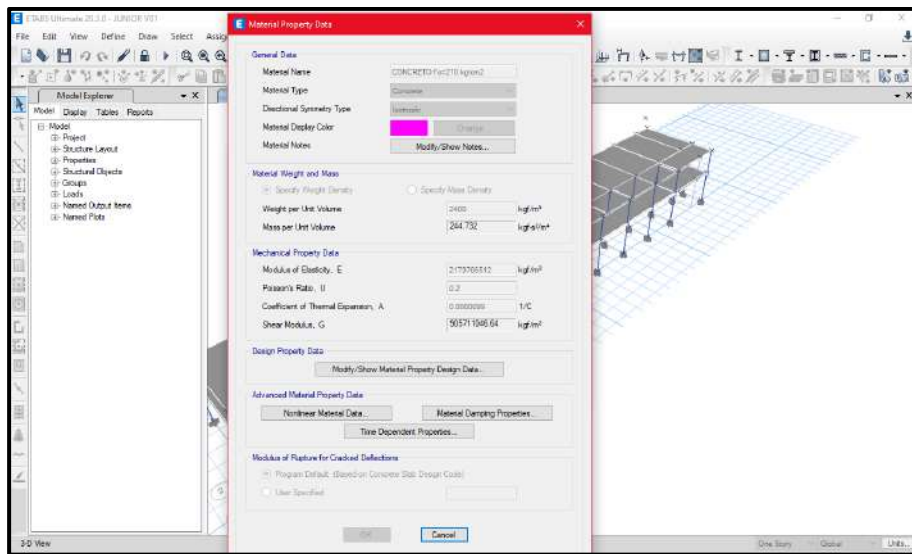 ETABS Ultimate 20.3.0 - JUNIOR V01
File Edit View Define Draw Select
Model Explorer
Model Display Tables Reports
Model
Project
Structure Layout
Properties
Structural Objects
Groups
Loads
Named Output Items
Named Plots
Material Property Data
General Data
Material Name
Material Type Concrete
Directional Symmetry Type Isotropic
Material Display Color Change
Material Notes Modify/Show Notes...
Material Weight and Mass
Specify Weight Density Specify Mass Density
Weight per Unit Volume 2400 kgf/m³
Mass per Unit Volume 244.732 kgf-s²/m⁴
Mechanical Property Data
Modulus of Elasticity, E kgf/m²
Poisson's Ratio, U 0.2
Coefficient of Thermal Expansion, A 0.0000099 1/C
Shear Modulus, G 905711046.64 kgf/m²
Design Property Data
Modify/Show Material Property Design Data...
Advanced Material Property Data
Nonlinear Material Data... Material Damping Properties...
Time Dependent Properties...
Modulus of Rupture for Cracked Deflections
Program Default (Based on Concrete Slab Design Code)
User Specified
OK Cancel
3-D View One Story Global Units...